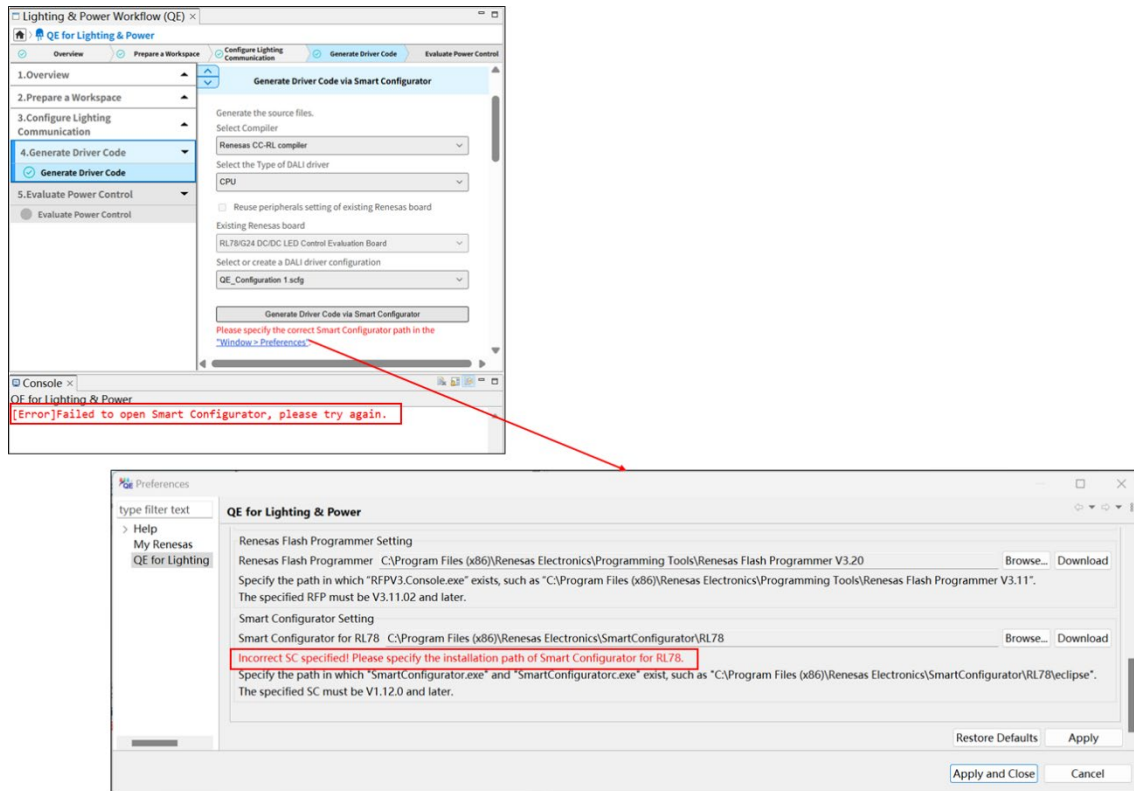 Lighting & Power Workflow (QE)
QE for Lighting & Power
Overview
Prepare a Workspace
Configure Lighting Communication
Generate Driver Code
Evaluate Power Control
1.Overview
2.Prepare a Workspace
3.Configure Lighting
Communication
4.Generate Driver Code
Generate Driver Code
5.Evaluate Power Control
Evaluate Power Control
Generate Driver Code via Smart Configurator
Generate the source files.
Select Compiler
Renesas CC-RL compiler
Select the Type of DALI driver
CPU
Reuse peripherals setting of existing Renesas board
Existing Renesas board
RL78/G24 DC/DC LED Control Evaluation Board
Select or create a DALI driver configuration
QE_Configuration 1.scfg
Generate Driver Code via Smart Configurator
Please specify the correct Smart Configurator path in the
"Window > Preferences".
Console
QE for Lighting & Power
[Error]Failed to open Smart Configurator, please try again.
Preferences
type filter text
Help
My Renesas
QE for Lighting
QE for Lighting & Power
Renesas Flash Programmer Setting
Renesas Flash Programmer C:\Program Files (x86)\Renesas Electronics\Programming Tools\Renesas Flash Programmer V3.20 Browse... Download
Specify the path in which "RFPV3.Console.exe" exists, such as "C:\Program Files (x86)\Renesas Electronics\Programming Tools\Renesas Flash Programmer V3.11".
The specified RFP must be V3.11.02 and later.
Smart Configurator Setting
Smart Configurator for RL78 C:\Program Files (x86)\Renesas Electronics\SmartConfigurator\RL78 Browse... Download
Incorrect SC specified! Please specify the installation path of Smart Configurator for RL78.
Specify the path in which "SmartConfigurator.exe" and "SmartConfiguratorc.exe" exist, such as "C:\Program Files (x86)\Renesas Electronics\SmartConfigurator\RL78\eclipse".
The specified SC must be V1.12.0 and later.
Restore Defaults Apply
Apply and Close Cancel